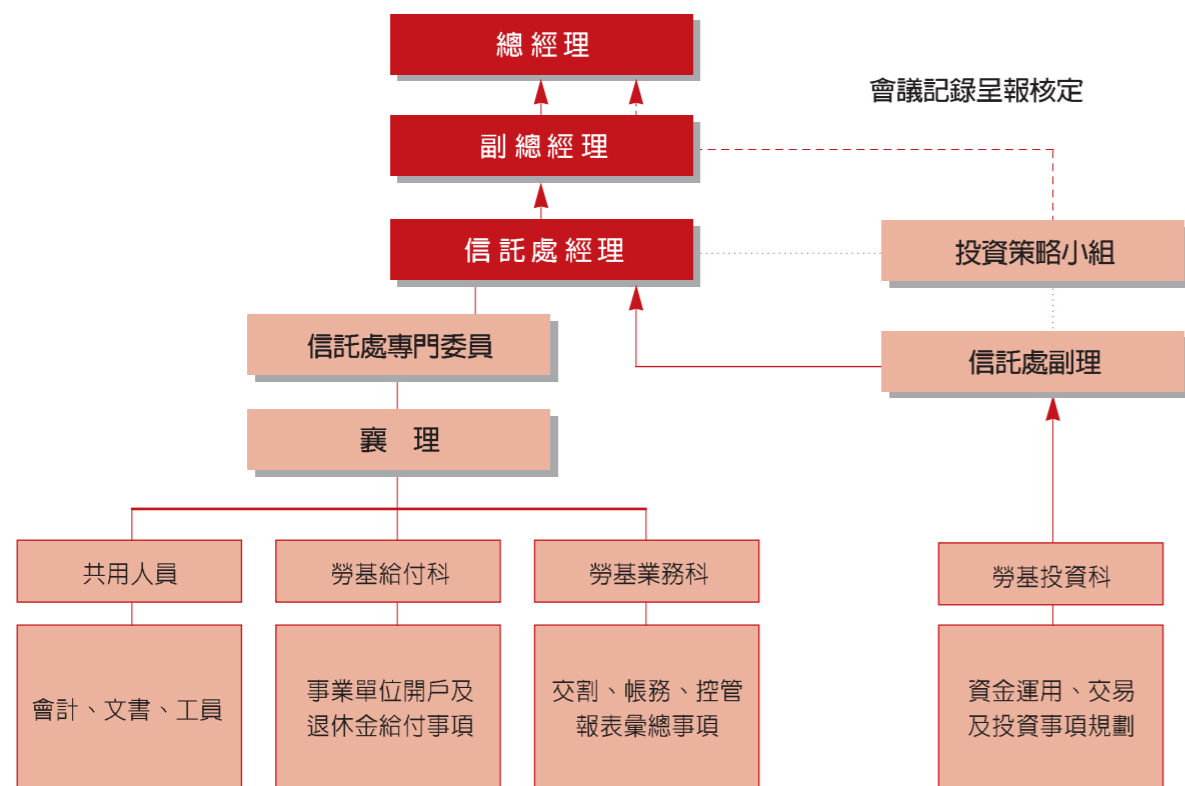 總經理
會議記錄呈報核定
副總經理
信託處經理
投資策略小組
信託處專門委員
信託處副理
襄　理
共用人員
勞基給付科
勞基業務科
勞基投資科
會計、文書、工員
事業單位開戶及
退休金給付事項
交割、帳務、控管
報表彙總事項
資金運用、交易
及投資事項規劃